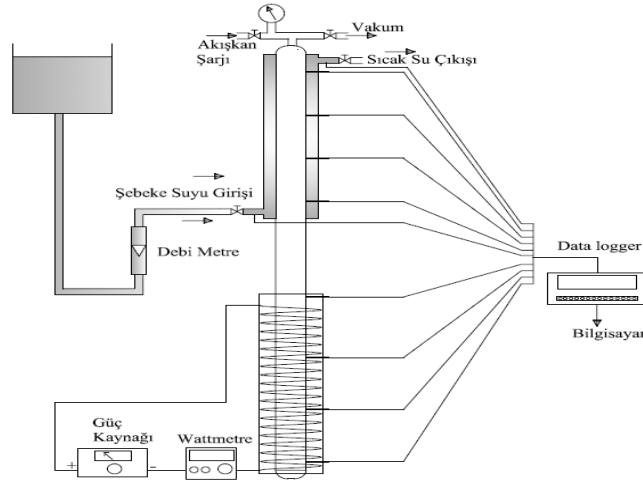 Vakum
Akışkan
Şarjı
Sıcak Su Çıkışı
Şebeke Suyu Girişi
Debi Metre
Data logger
Bilgisayar
Güç
Kaynağı
Wattmetre
+
-